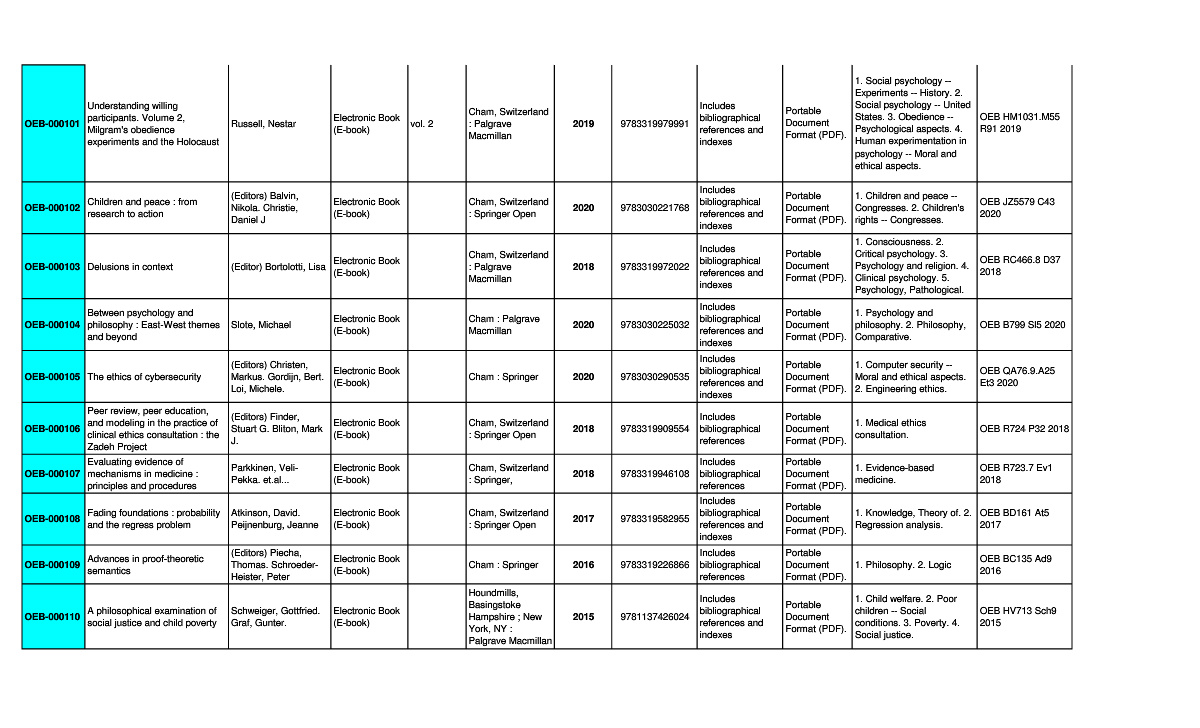 OEB-000101
Understanding willing
participants. Volume 2,
Milgram's obedience
experiments and the Holocaust
Russell, Nestar
Electronic Book
(E-book)
vol. 2
Cham, Switzerland
: Palgrave
Macmillan
2019
9783319979991
Includes
bibliographical
references and
indexes
Portable
Document
Format (PDF).
1. Social psychology --
Experiments -- History. 2.
Social psychology -- United
States. 3. Obedience --
Psychological aspects. 4.
Human experimentation in
psychology -- Moral and
ethical aspects.
OEB HM1031.M55
R91 2019
OEB-000102
Children and peace : from
research to action
(Editors) Balvin,
Nikola. Christie,
Daniel J
Electronic Book
(E-book)
Cham, Switzerland
: Springer Open
2020
9783030221768
Includes
bibliographical
references and
indexes
Portable
Document
Format (PDF).
1. Children and peace --
Congresses. 2. Children's
rights -- Congresses.
OEB JZ5579 C43
2020
OEB-000103
Delusions in context
(Editor) Bortolotti, Lisa
Electronic Book
(E-book)
Cham, Switzerland
: Palgrave
Macmillan
2018
9783319972022
Includes
bibliographical
references and
indexes
Portable
Document
Format (PDF).
1. Consciousness. 2.
Critical psychology. 3.
Psychology and religion. 4.
Clinical psychology. 5.
Psychology, Pathological.
OEB RC466.8 D37
2018
OEB-000104
Between psychology and
philosophy : East-West themes
and beyond
Slote, Michael
Electronic Book
(E-book)
Cham : Palgrave
Macmillan
2020
9783030225032
Includes
bibliographical
references and
indexes
Portable
Document
Format (PDF).
1. Psychology and
philosophy. 2. Philosophy,
Comparative.
OEB B799 Sl5 2020
OEB-000105
The ethics of cybersecurity
(Editors) Christen,
Markus. Gordijn, Bert.
Loi, Michele.
Electronic Book
(E-book)
Cham : Springer
2020
9783030290535
Includes
bibliographical
references and
indexes
Portable
Document
Format (PDF).
1. Computer security --
Moral and ethical aspects.
2. Engineering ethics.
OEB QA76.9.A25
Et3 2020
OEB-000106
Peer review, peer education,
and modeling in the practice of
clinical ethics consultation : the
Zadeh Project
(Editors) Finder,
Stuart G. Bliton, Mark
J.
Electronic Book
(E-book)
Cham, Switzerland
: Springer Open
2018
9783319909554
Includes
bibliographical
references
Portable
Document
Format (PDF).
1. Medical ethics
consultation.
OEB R724 P32 2018
OEB-000107
Evaluating evidence of
mechanisms in medicine :
principles and procedures
Parkkinen, Veli-
Pekka. et.al...
Electronic Book
(E-book)
Cham, Switzerland
: Springer,
2018
9783319946108
Includes
bibliographical
references
Portable
Document
Format (PDF).
1. Evidence-based
medicine.
OEB R723.7 Ev1
2018
OEB-000108
Fading foundations : probability
and the regress problem
Atkinson, David.
Peijnenburg, Jeanne
Electronic Book
(E-book)
Cham, Switzerland
: Springer Open
2017
9783319582955
Includes
bibliographical
references and
indexes
Portable
Document
Format (PDF).
1. Knowledge, Theory of. 2.
Regression analysis.
OEB BD161 At5
2017
OEB-000109
Advances in proof-theoretic
semantics
(Editors) Piecha,
Thomas. Schroeder-
Heister, Peter
Electronic Book
(E-book)
Cham : Springer
2016
9783319226866
Includes
bibliographical
references
Portable
Document
Format (PDF).
1. Philosophy. 2. Logic
OEB BC135 Ad9
2016
OEB-000110
A philosophical examination of
social justice and child poverty
Schweiger, Gottfried.
Graf, Gunter.
Electronic Book
(E-book)
Houndmills,
Basingstoke
Hampshire ; New
York, NY :
Palgrave Macmillan
2015
9781137426024
Includes
bibliographical
references and
indexes
Portable
Document
Format (PDF).
1. Child welfare. 2. Poor
children -- Social
conditions. 3. Poverty. 4.
Social justice.
OEB HV713 Sch9
2015